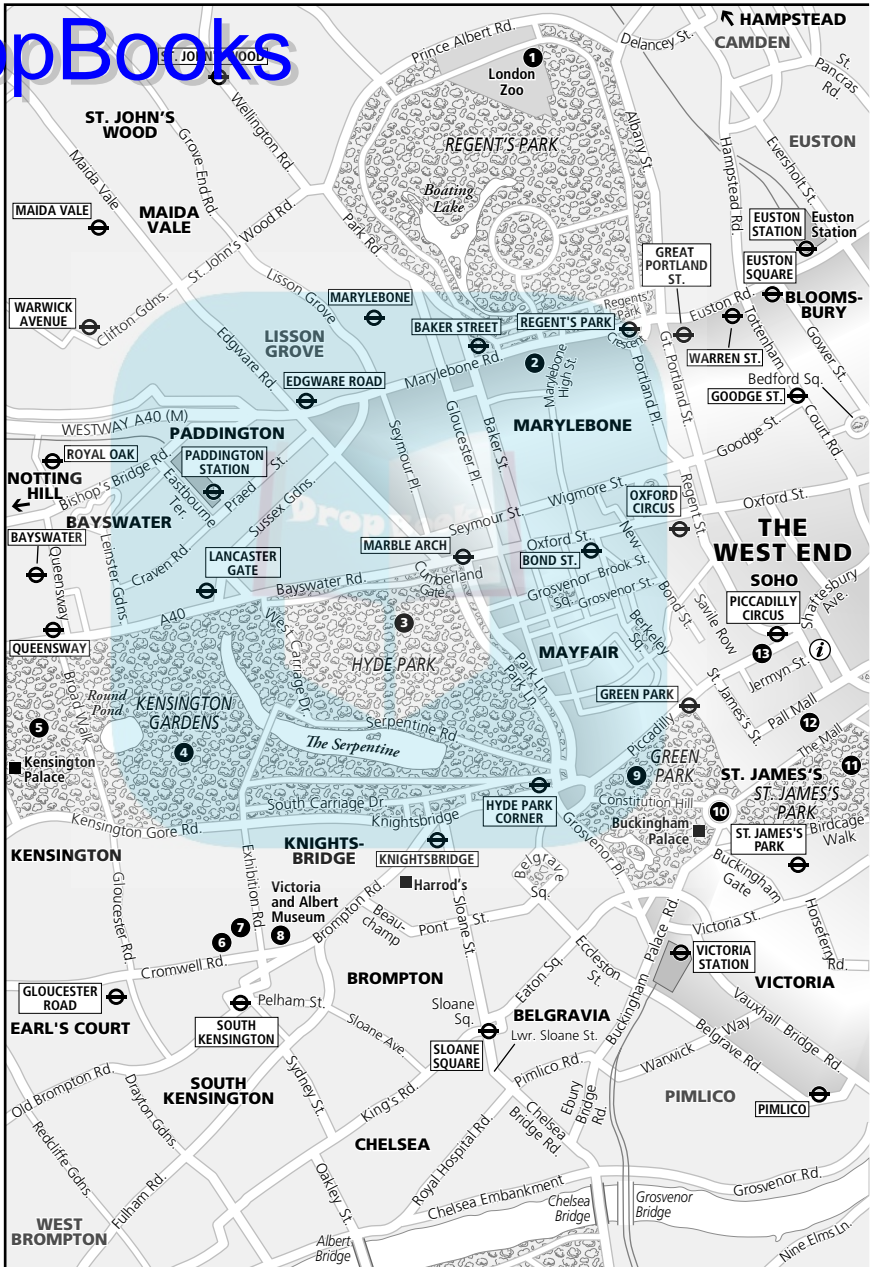 opBooks
HAMPSTEAD
CAMDEN
Prince Albert Rd.
Delancey St.
ST. JOHN'S WOOD
1
London
Zoo
St.
Pancras
Rd.
ST. JOHN'S
WOOD
Wellington Rd.
Grove-End Rd.
REGENT'S PARK
Albany St.
Hampstead Rd.
Eversholt St.
EUSTON
Maida Vale
Boating
Lake
MAIDA VALE
MAIDA
VALE
St. John's Wood Rd.
Park Rd.
EUSTON
STATION
Euston
Station
GREAT
PORTLAND
ST.
EUSTON
SQUARE
WARWICK
AVENUE
Clifton Gdns.
Lisson Grove
MARYLEBONE
Regents
Park
Crescent
Euston Rd.
BLOOMS-
BURY
LISSON
GROVE
BAKER STREET
REGENT'S PARK
Tottenham
Court Rd.
Gower St.
Edgware Rd.
2
WARREN ST.
EDGWARE ROAD
Marylebone Rd.
Marylebone
High St.
Portland Pl.
Gt. Portland St.
Bedford Sq.
GOODGE ST.
WESTWAY A40 (M)
PADDINGTON
Seymour Pl.
Gloucester Pl.
Baker St.
MARYLEBONE
Goodge St.
ROYAL OAK
PADDINGTON
STATION
NOTTING
HILL
Bishop's Bridge Rd.
Eastbourne
Ter.
Praed St.
Sussex Gdns.
Wigmore St.
OXFORD
CIRCUS
Regent St.
Oxford St.
BAYSWATER
Drop
Seymour St.
New
Bond St.
THE
WEST END
BAYSWATER
Queensway
Leinster Gdns.
Craven Rd.
LANCASTER
GATE
MARBLE ARCH
Oxford St.
BOND ST.
Bayswater Rd.
Cumberland
Gate
Grosvenor
Sq.
Brook St.
Grosvenor St.
SOHO
Shaftesbury
Ave.
A40
Saville Row
PICCADILLY
CIRCUS
QUEENSWAY
West Carriage Dr.
3
HYDE PARK
Berkeley
Sq.
MAYFAIR
13
i
Jermyn St.
Broad Walk
Round
Pond
KENSINGTON
GARDENS
Park Ln.
Park Ln.
GREEN PARK
St. James's St.
Pall Mall
5
4
Serpentine Rd
The Serpentine
Piccadilly
12
The Mall
Kensington
Palace
9
GREEN
PARK
ST. JAMES'S
11
South Carriage Dr.
HYDE PARK
CORNER
Constitution Hill
ST. JAMES'S
PARK
Kensington Gore Rd.
Knightsbridge
Grosvenor Pl.
Buckingham
Palace
10
Birdcage
Walk
KENSINGTON
KNIGHTS-
BRIDGE
KNIGHTSBRIDGE
ST. JAMES'S
PARK
Exhibition Rd.
Harrod's
Belgrave
Sq.
Buckingham
Gate
Gloucester Rd.
Victoria
and Albert
Museum
Brompton Rd.
Beau-
champ
Sloane St.
Pont St.
Victoria St.
Horseferry
Rd.
6
7
8
Cromwell Rd.
Eccleston
St.
Buckingham Palace Rd.
VICTORIA
STATION
BROMPTON
Eaton Sq.
VICTORIA
GLOUCESTER
ROAD
Pelham St.
EARL'S COURT
SOUTH
KENSINGTON
Sloane Ave.
Sloane
Sq.
SLOANE
SQUARE
BELGRAVIA
Lwr. Sloane St.
Vauxhall Bridge Rd.
Belgrave Rd.
Warwick Way
Old Brompton Rd.
Drayton Gdns.
SOUTH
KENSINGTON
Sydney St.
King's Rd.
Pimlico Rd.
Ebury
Bridge
Rd.
PIMLICO
PIMLICO
Redcliffe Gdns.
CHELSEA
Royal Hospital Rd.
Chelsea
Bridge Rd.
Fulham Rd.
Oakley St.
Chelsea Embankment
Grosvenor Rd.
WEST
BROMPTON
Albert
Bridge
Chelsea
Bridge
Grosvenor
Bridge
Nine Elms Ln.